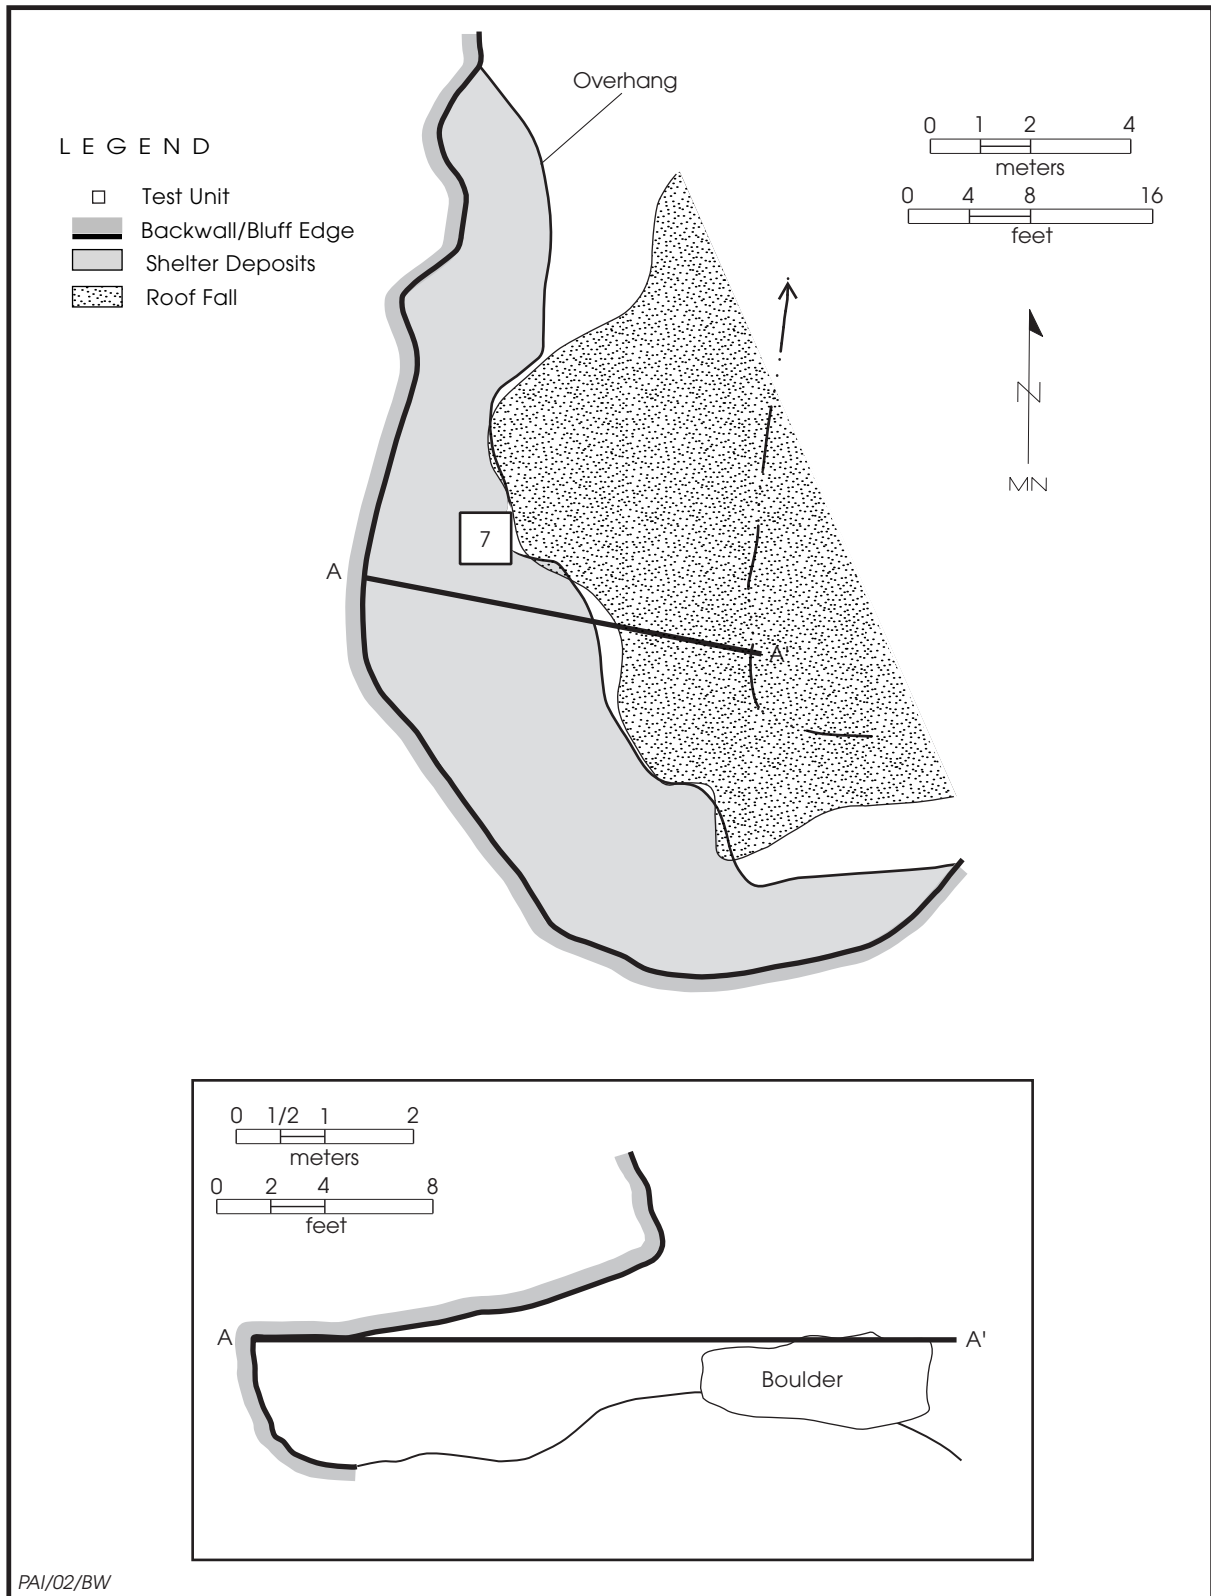 Overhang
L E G E N D
Test Unit
Backwall/Bluff Edge
Shelter Deposits
Roof Fall
0 1 2 4
meters
0 4 8 16
feet
N
MN
7
A
A'
0 1/2 1 2
meters
0 2 4 8
feet
A
A'
Boulder
PAI/02/BW